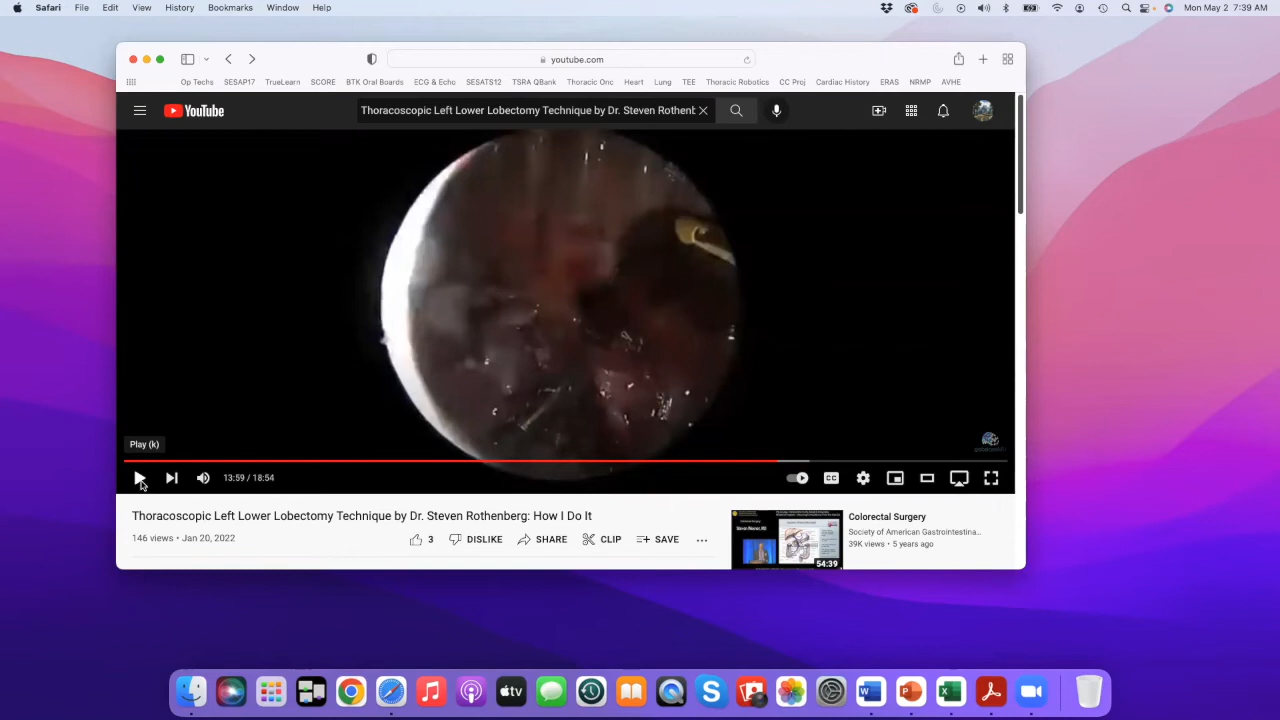 Safari File Edit View History Bookmarks Window Help Mon May 2 7:39 AM
youtube.com
Op Techs SESAP17 TrueLearn SCORE BTK Oral Boards ECG & Echo SESATS12 TSRA QBank Thoracic Onc Heart Lung TEE Thoracic Robotics CC Proj Cardiac History ERAS NRMP AVHE
YouTube Thoracoscopic Left Lower Lobectomy Technique by Dr. Steven Rothenb
Play (k)
13:59 / 18:54 CC
Thoracoscopic Left Lower Lobectomy Technique by Dr. Steven Rothenberg: How I Do It
146 views • Jan 20, 2022 3 DISLIKE SHARE CLIP SAVE
Colorectal Surgery
Society of American Gastrointestina...
39K views • 5 years ago
54:39
tv S W P X